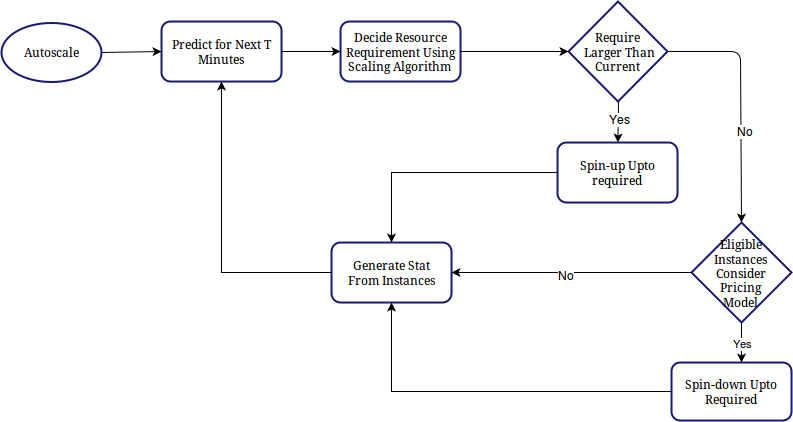 Autoscale
Predict for Next T
Minutes
Decide Resource
Requirement Using
Scaling Algorithm
Require
Larger Than
Current
Yes
No
Spin-up Upto
required
Eligible
Instances
Consider
Pricing
Model
Generate Stat
From Instances
No
Yes
Spin-down Upto
Required